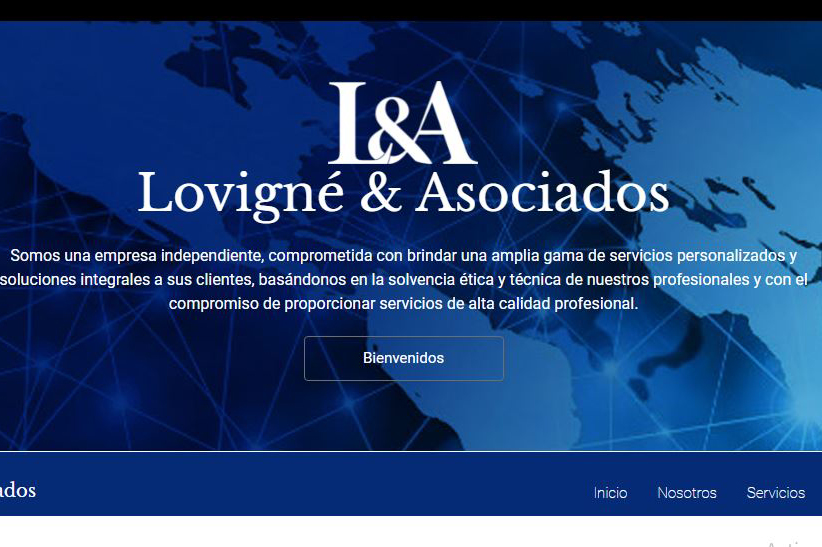 L&A
Lovigné & Asociados
Somos una empresa independiente, comprometida con brindar una amplia gama de servicios personalizados y
soluciones integrales a sus clientes, basándonos en la solvencia ética y técnica de nuestros profesionales y con el
compromiso de proporcionar servicios de alta calidad profesional.
Bienvenidos
ados Inicio Nosotros Servicios